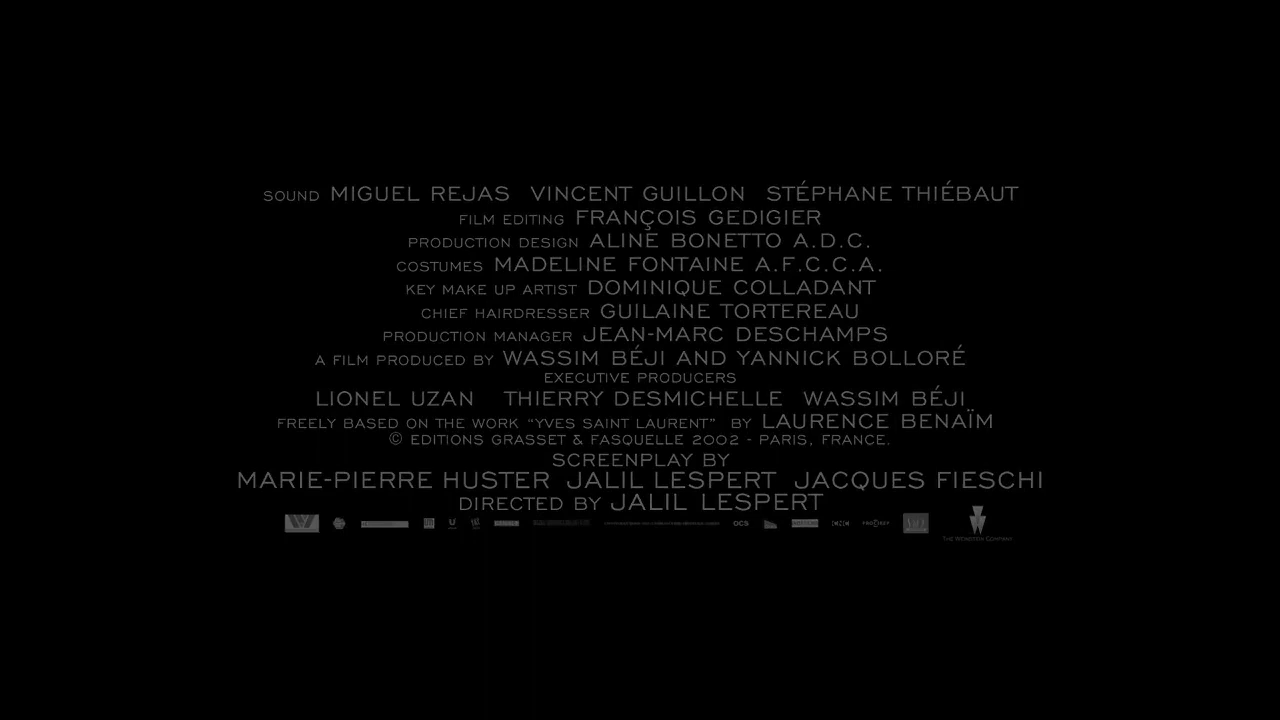 SOUND MIGUEL REJAS VINCENT GUILLON STÉPHANE THIÉBAUT
FILM EDITING FRANÇOIS GEDIGIER
PRODUCTION DESIGN ALINE BONETTO A.D.C.
COSTUMES MADELINE FONTAINE A.F.C.C.A.
KEY MAKE UP ARTIST DOMINIQUE COLLADANT
CHIEF HAIRDRESSER GUILAINE TORTEREAU
PRODUCTION MANAGER JEAN-MARC DESCHAMPS
A FILM PRODUCED BY WASSIM BÉJI AND YANNICK BOLLORÉ
EXECUTIVE PRODUCERS
LIONEL UZAN THIERRY DESMICHELLE WASSIM BÉJI
FREELY BASED ON THE WORK “YVES SAINT LAURENT” BY LAURENCE BENAÏM
© EDITIONS GRASSET & FASQUELLE 2002 - PARIS, FRANCE.
SCREENPLAY BY
MARIE-PIERRE HUSTER JALIL LESPERT JACQUES FIESCHI
DIRECTED BY JALIL LESPERT
OCS PROCIREP
THE WEINSTEIN COMPANY